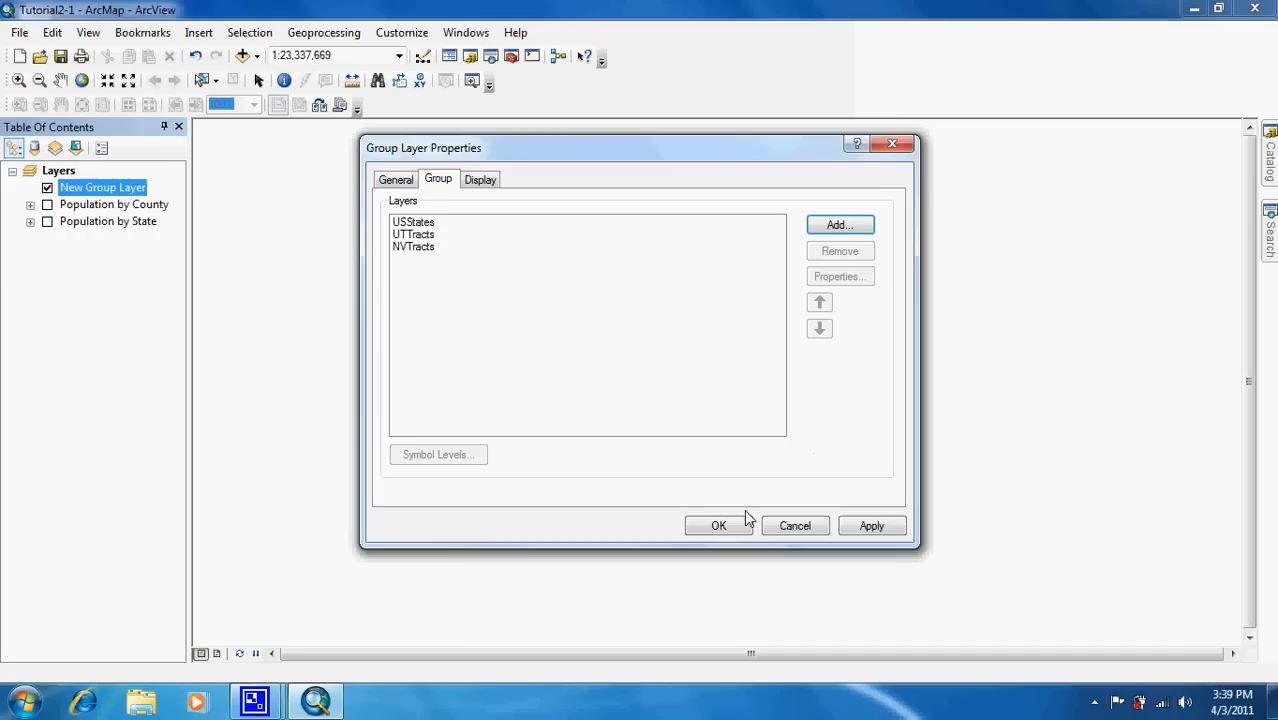 Tutorial2-1 - ArcMap - ArcView
File Edit View Bookmarks Insert Selection Geoprocessing Customize Windows Help
1:23,337,669
100%
Table Of Contents
Layers
New Group Layer
Population by County
Population by State
Group Layer Properties
General Group Display
Layers
USStates
UTTracts
NVTracts
Add...
Remove
Properties...
Symbol Levels...
OK Cancel Apply
Catalog
Search
3:39 PM
4/3/2011